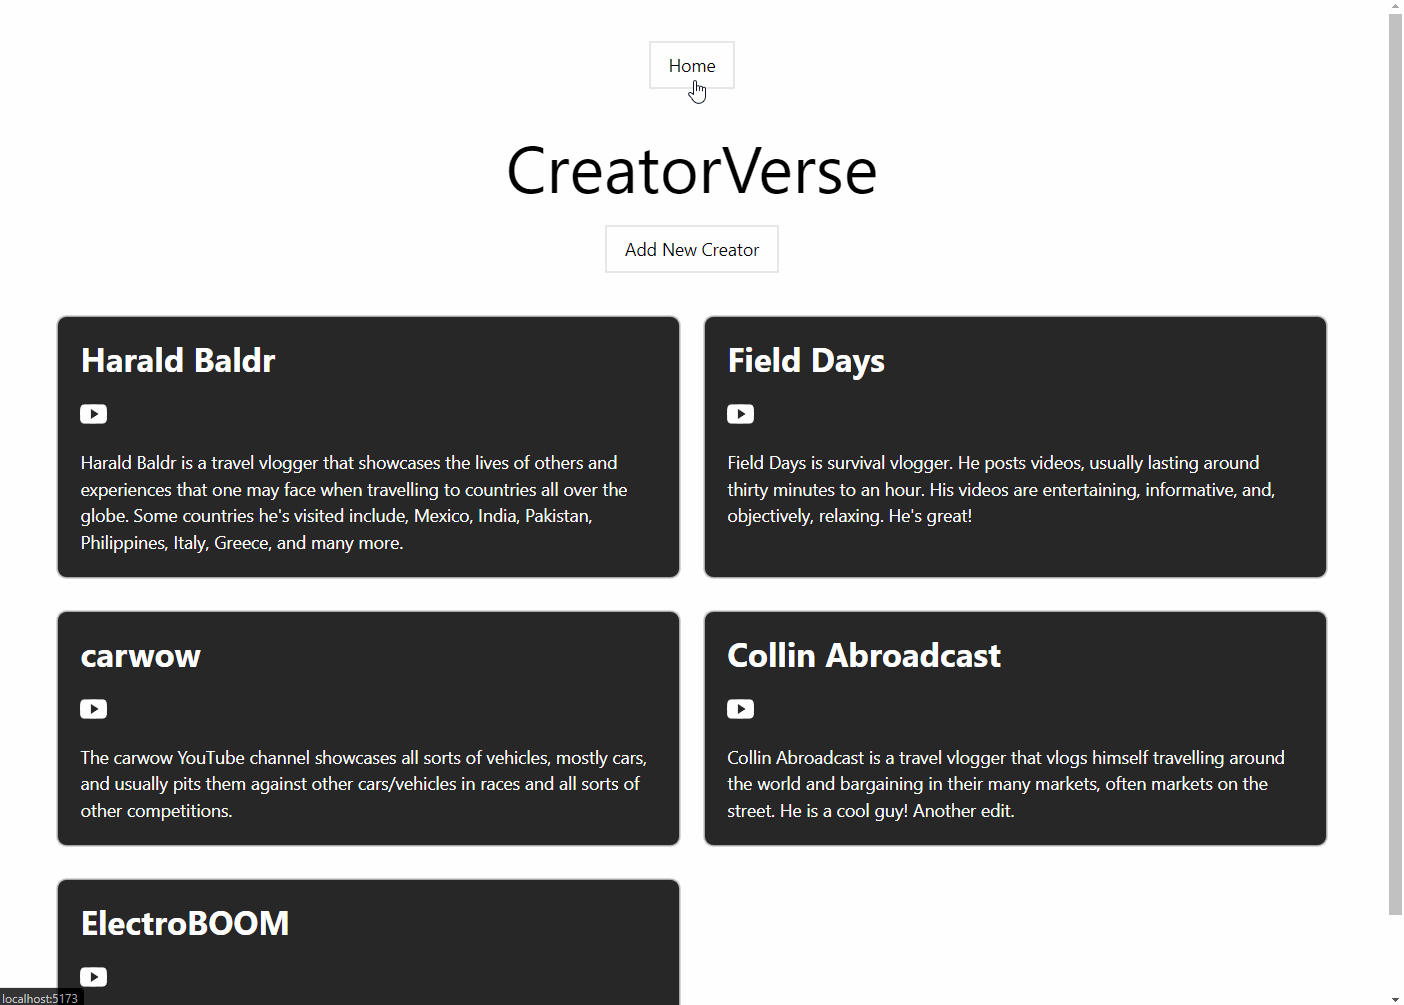 Home
CreatorVerse
Add New Creator
Harald Baldr
Harald Baldr is a travel vlogger that showcases the lives of others and
experiences that one may face when travelling to countries all over the
globe. Some countries he's visited include, Mexico, India, Pakistan,
Philippines, Italy, Greece, and many more.
Field Days
Field Days is survival vlogger. He posts videos, usually lasting around
thirty minutes to an hour. His videos are entertaining, informative, and,
objectively, relaxing. He's great!
carwow
The carwow YouTube channel showcases all sorts of vehicles, mostly cars,
and usually pits them against other cars/vehicles in races and all sorts of
other competitions.
Collin Abroadcast
Collin Abroadcast is a travel vlogger that vlogs himself travelling around
the world and bargaining in their many markets, often markets on the
street. He is a cool guy! Another edit.
ElectroBOOM
localhost:5173